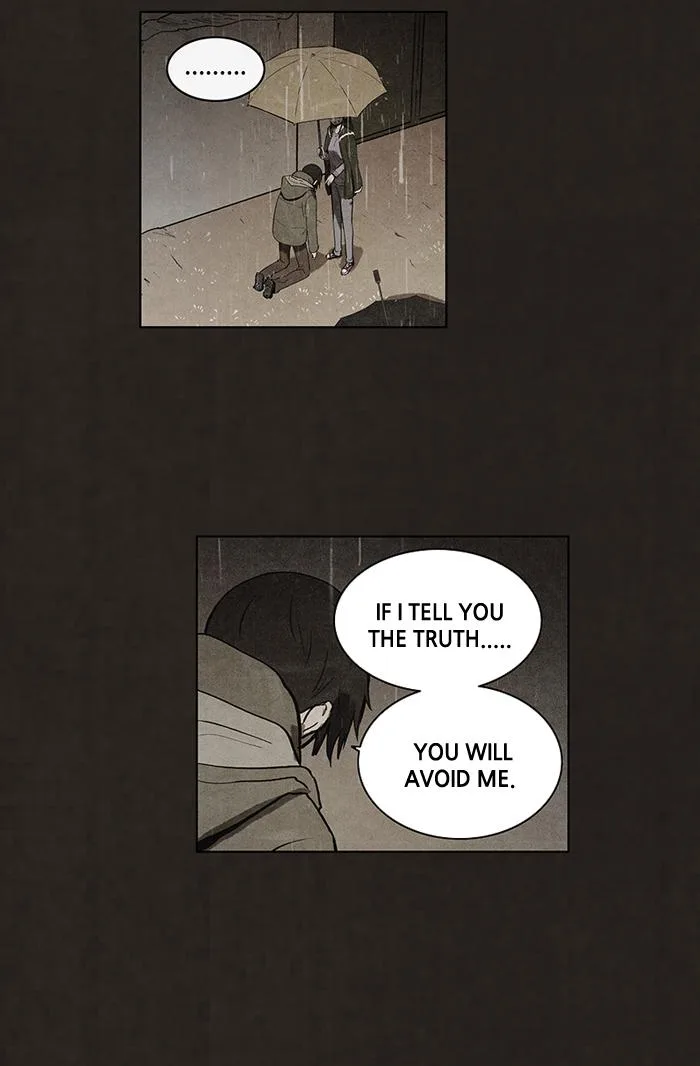 .........
IF I TELL YOU
THE TRUTH.....
YOU WILL
AVOID ME.